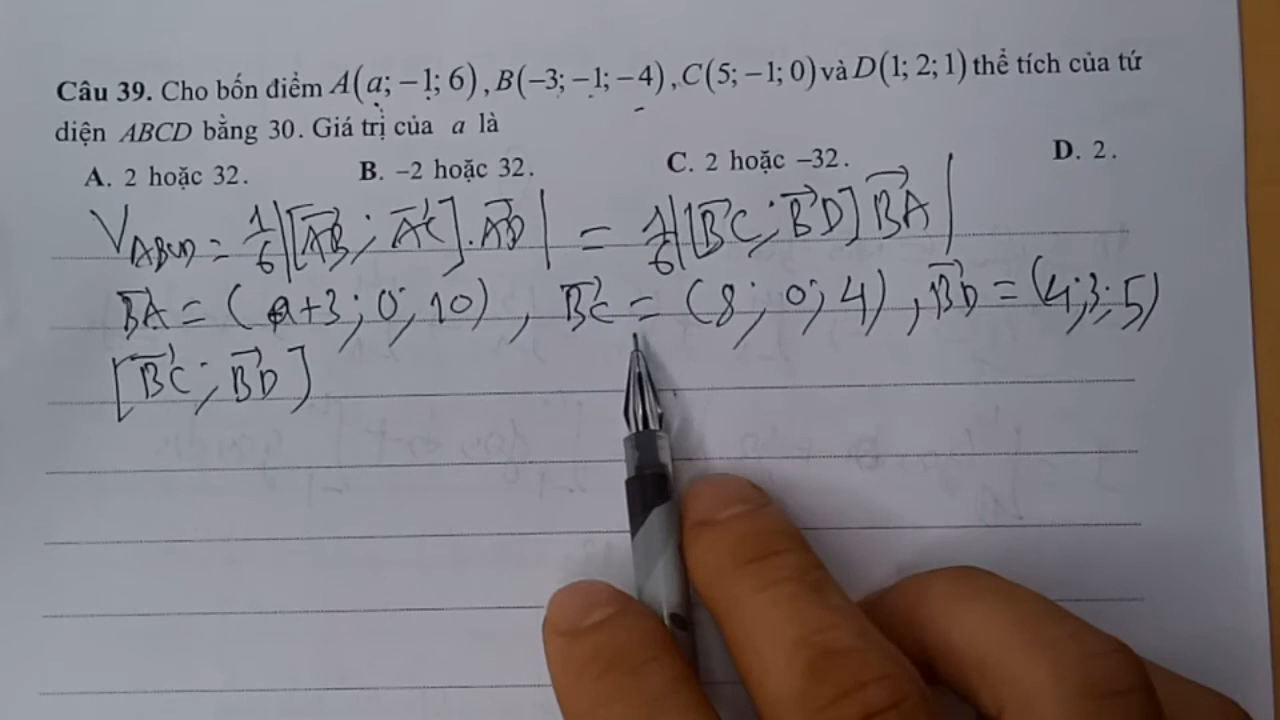 Câu 39. Cho bốn điểm A(a; −1; 6), B(−3; −1; −4), C(5; −1; 0) và D(1; 2; 1) thể tích của tứ
diện ABCD bằng 30. Giá trị của a là
A. 2 hoặc 32. B. −2 hoặc 32. C. 2 hoặc −32. D. 2.
V_ABCD = 1/6 |[AB⃗; AC⃗].AD⃗| = 1/6 |[BC⃗; BD⃗] BA⃗|
BA⃗ = (a+3; 0; 10), BC⃗ = (8; 0; 4), BD⃗ = (4; 3; 5)
[BC⃗; BD⃗]